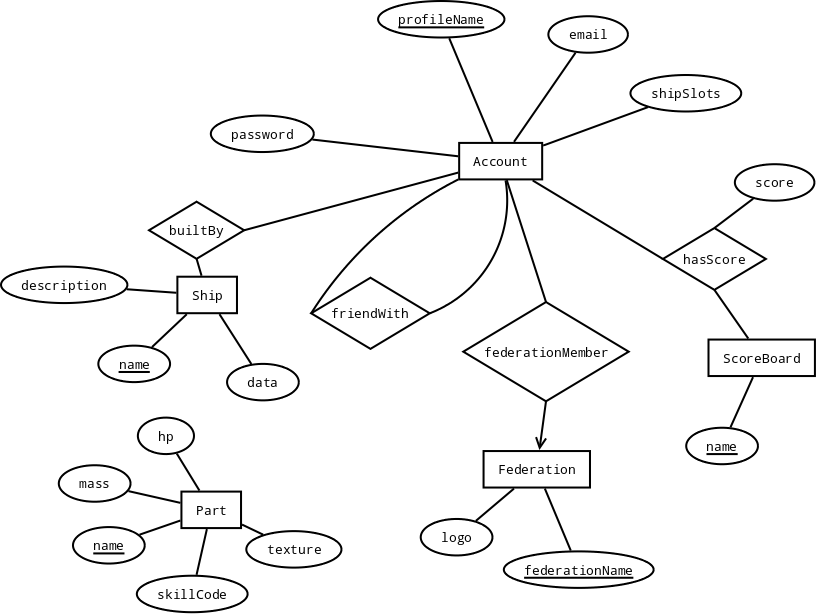 profileName
email
shipSlots
password
Account
score
builtBy
hasScore
description
Ship
friendWith
federationMember
ScoreBoard
name
data
hp
name
Federation
mass
Part
logo
name
texture
federationName
skillCode